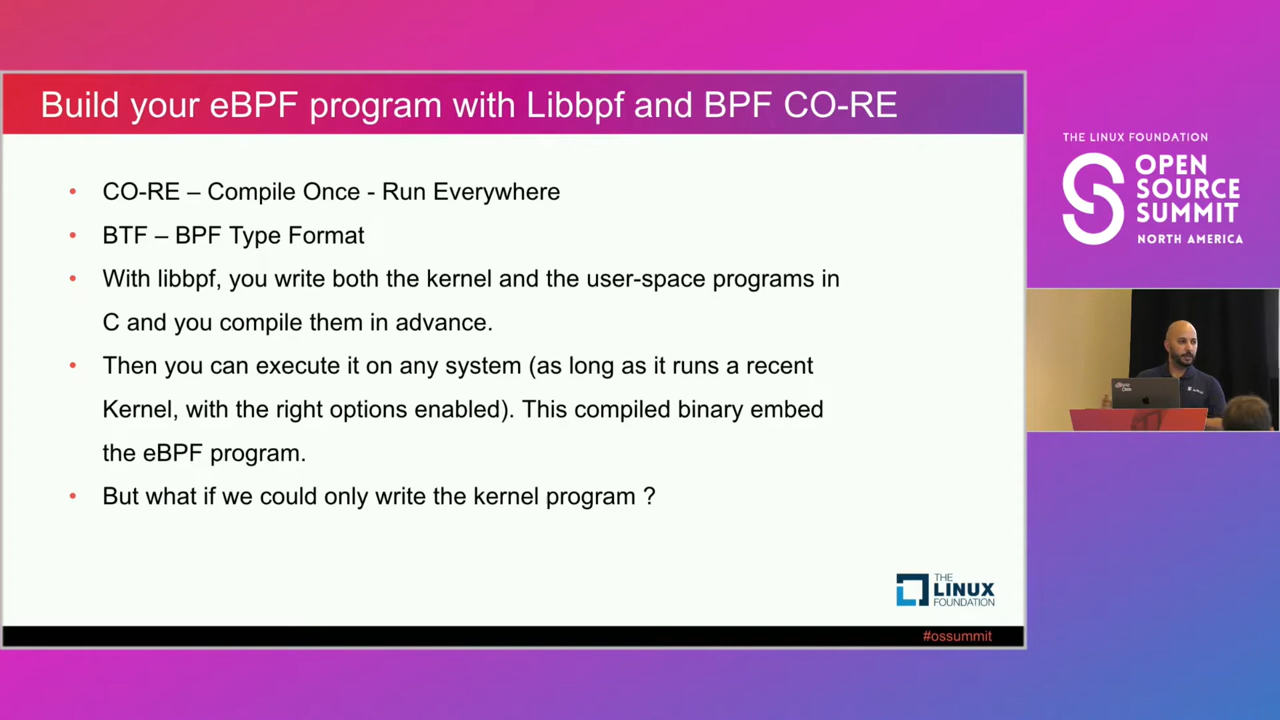 Build your eBPF program with Libbpf and BPF CO-RE
• CO-RE – Compile Once - Run Everywhere
• BTF – BPF Type Format
• With libbpf, you write both the kernel and the user-space programs in
C and you compile them in advance.
• Then you can execute it on any system (as long as it runs a recent
Kernel, with the right options enabled). This compiled binary embed
the eBPF program.
• But what if we could only write the kernel program ?
THE
LINUX
FOUNDATION
#ossummit
THE LINUX FOUNDATION
OPEN
SOURCE
SUMMIT
NORTH AMERICA